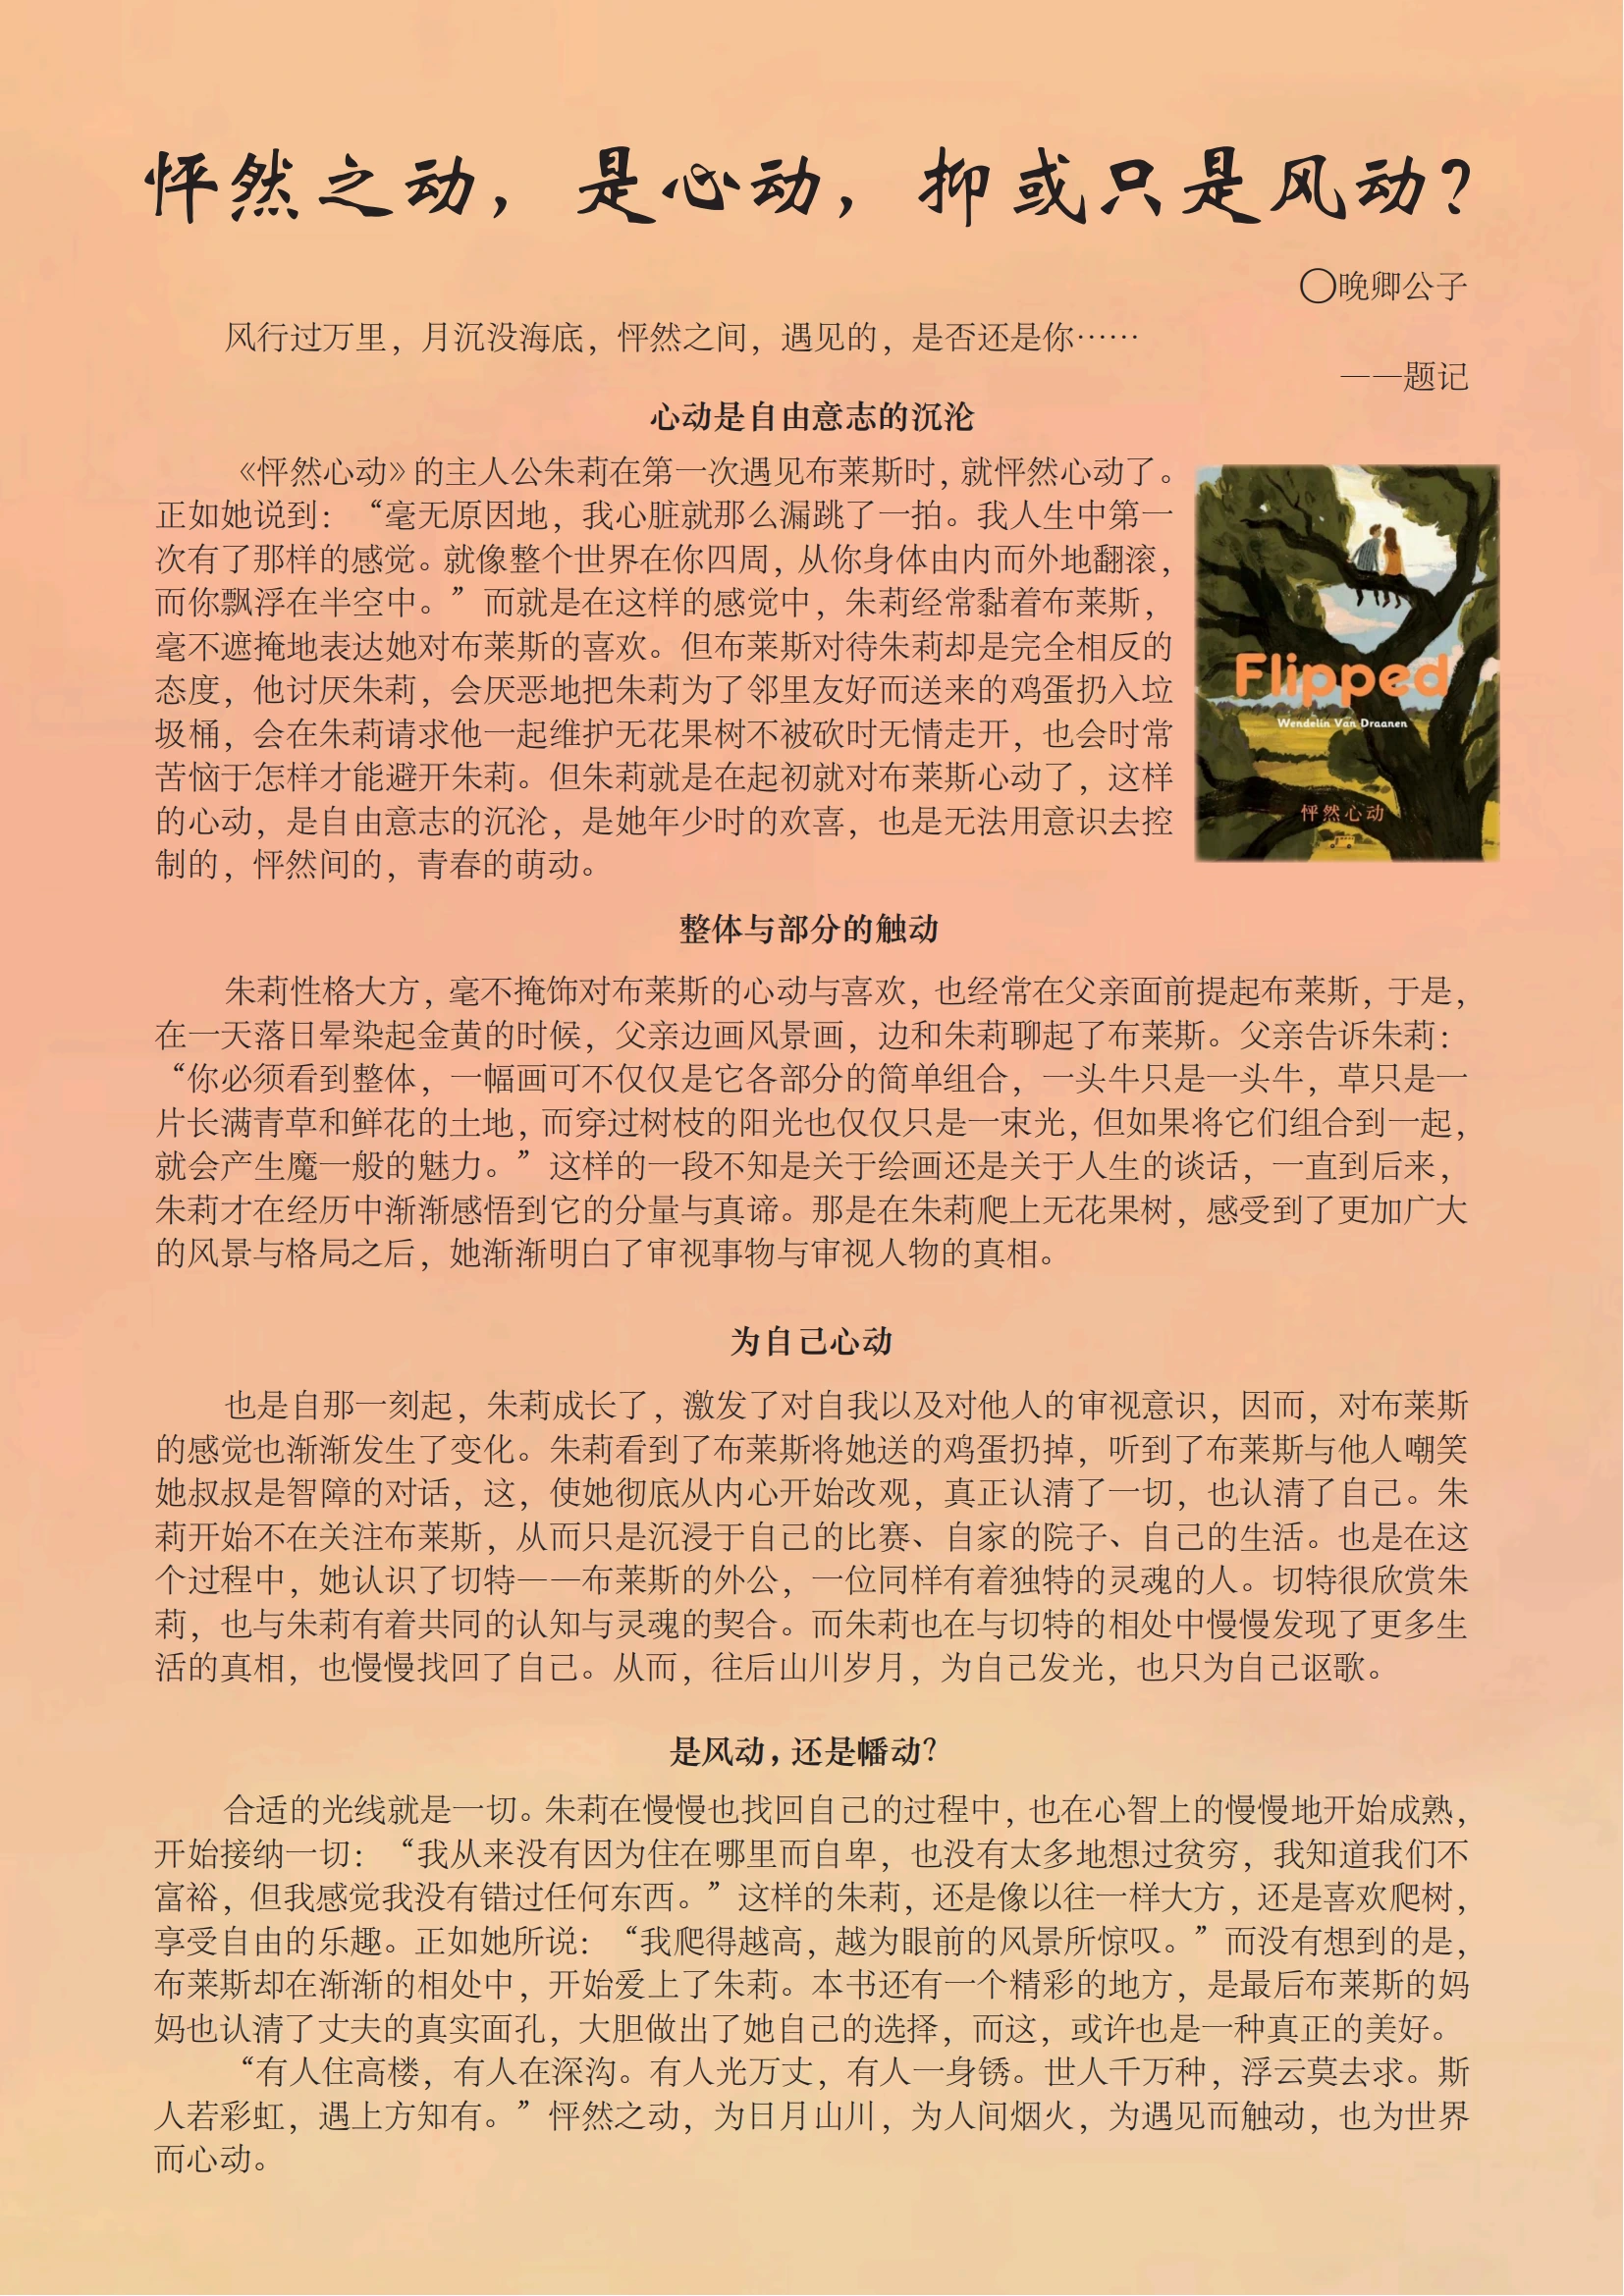 怦然之动，是心动，抑或只是风动？
◯晚卿公子
风行过万里，月沉没海底，怦然之间，遇见的，是否还是你……
——题记
心动是自由意志的沉沦
《怦然心动》的主人公朱莉在第一次遇见布莱斯时，就怦然心动了。
正如她说到：“毫无原因地，我心脏就那么漏跳了一拍。我人生中第一
次有了那样的感觉。就像整个世界在你四周，从你身体由内而外地翻滚，
而你飘浮在半空中。”而就是在这样的感觉中，朱莉经常黏着布莱斯，
毫不遮掩地表达她对布莱斯的喜欢。但布莱斯对待朱莉却是完全相反的
态度，他讨厌朱莉，会厌恶地把朱莉为了邻里友好而送来的鸡蛋扔入垃
圾桶，会在朱莉请求他一起维护无花果树不被砍时无情走开，也会时常
苦恼于怎样才能避开朱莉。但朱莉就是在起初就对布莱斯心动了，这样
的心动，是自由意志的沉沦，是她年少时的欢喜，也是无法用意识去控
制的，怦然间的，青春的萌动。
Flipped
Wendelin Van Draanen
怦然心动
整体与部分的触动
朱莉性格大方，毫不掩饰对布莱斯的心动与喜欢，也经常在父亲面前提起布莱斯，于是，
在一天落日晕染起金黄的时候，父亲边画风景画，边和朱莉聊起了布莱斯。父亲告诉朱莉：
“你必须看到整体，一幅画可不仅仅是它各部分的简单组合，一头牛只是一头牛，草只是一
片长满青草和鲜花的土地，而穿过树枝的阳光也仅仅只是一束光，但如果将它们组合到一起，
就会产生魔一般的魅力。”这样的一段不知是关于绘画还是关于人生的谈话，一直到后来，
朱莉才在经历中渐渐感悟到它的分量与真谛。那是在朱莉爬上无花果树，感受到了更加广大
的风景与格局之后，她渐渐明白了审视事物与审视人物的真相。
为自己心动
也是自那一刻起，朱莉成长了，激发了对自我以及对他人的审视意识，因而，对布莱斯
的感觉也渐渐发生了变化。朱莉看到了布莱斯将她送的鸡蛋扔掉，听到了布莱斯与他人嘲笑
她叔叔是智障的对话，这，使她彻底从内心开始改观，真正认清了一切，也认清了自己。朱
莉开始不在关注布莱斯，从而只是沉浸于自己的比赛、自家的院子、自己的生活。也是在这
个过程中，她认识了切特——布莱斯的外公，一位同样有着独特的灵魂的人。切特很欣赏朱
莉，也与朱莉有着共同的认知与灵魂的契合。而朱莉也在与切特的相处中慢慢发现了更多生
活的真相，也慢慢找回了自己。从而，往后山川岁月，为自己发光，也只为自己讴歌。
是风动，还是幡动？
合适的光线就是一切。朱莉在慢慢也找回自己的过程中，也在心智上的慢慢地开始成熟，
开始接纳一切：“我从来没有因为住在哪里而自卑，也没有太多地想过贫穷，我知道我们不
富裕，但我感觉我没有错过任何东西。”这样的朱莉，还是像以往一样大方，还是喜欢爬树，
享受自由的乐趣。正如她所说：“我爬得越高，越为眼前的风景所惊叹。”而没有想到的是，
布莱斯却在渐渐的相处中，开始爱上了朱莉。本书还有一个精彩的地方，是最后布莱斯的妈
妈也认清了丈夫的真实面孔，大胆做出了她自己的选择，而这，或许也是一种真正的美好。
“有人住高楼，有人在深沟。有人光万丈，有人一身锈。世人千万种，浮云莫去求。斯
人若彩虹，遇上方知有。”怦然之动，为日月山川，为人间烟火，为遇见而触动，也为世界
而心动。